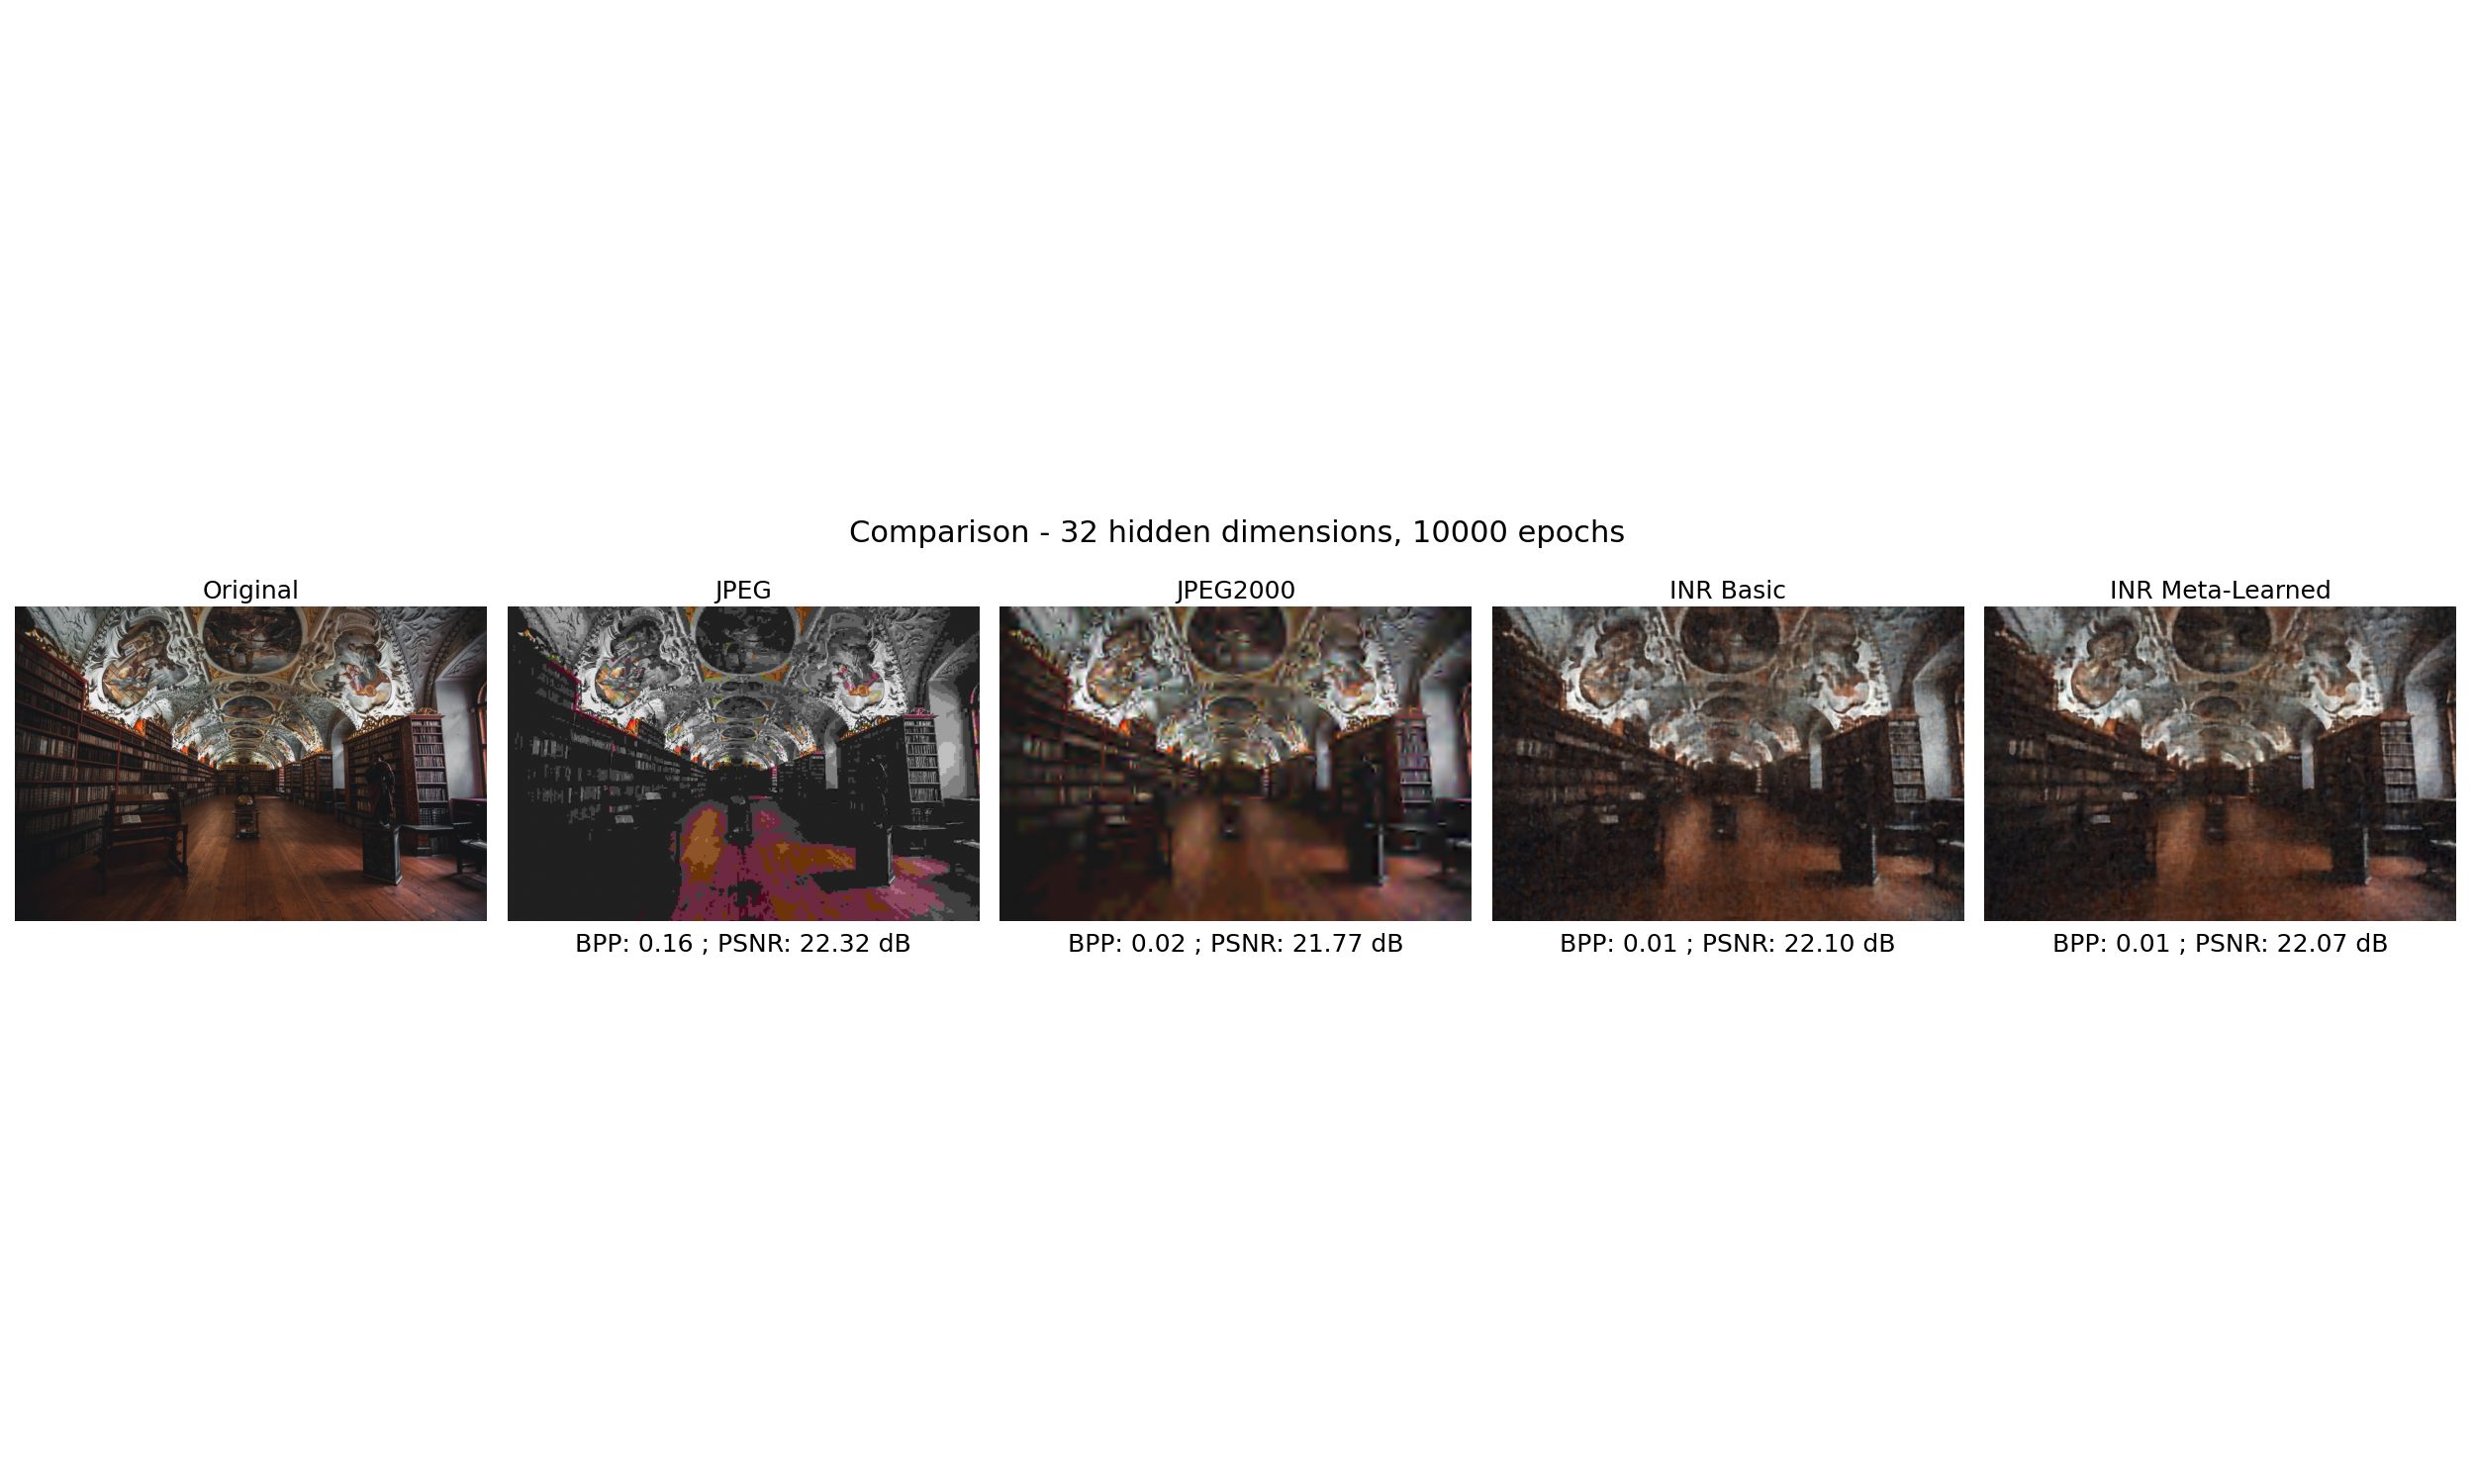 Comparison - 32 hidden dimensions, 10000 epochs
Original
JPEG
JPEG2000
INR Basic
INR Meta-Learned
BPP: 0.16 ; PSNR: 22.32 dB
BPP: 0.02 ; PSNR: 21.77 dB
BPP: 0.01 ; PSNR: 22.10 dB
BPP: 0.01 ; PSNR: 22.07 dB